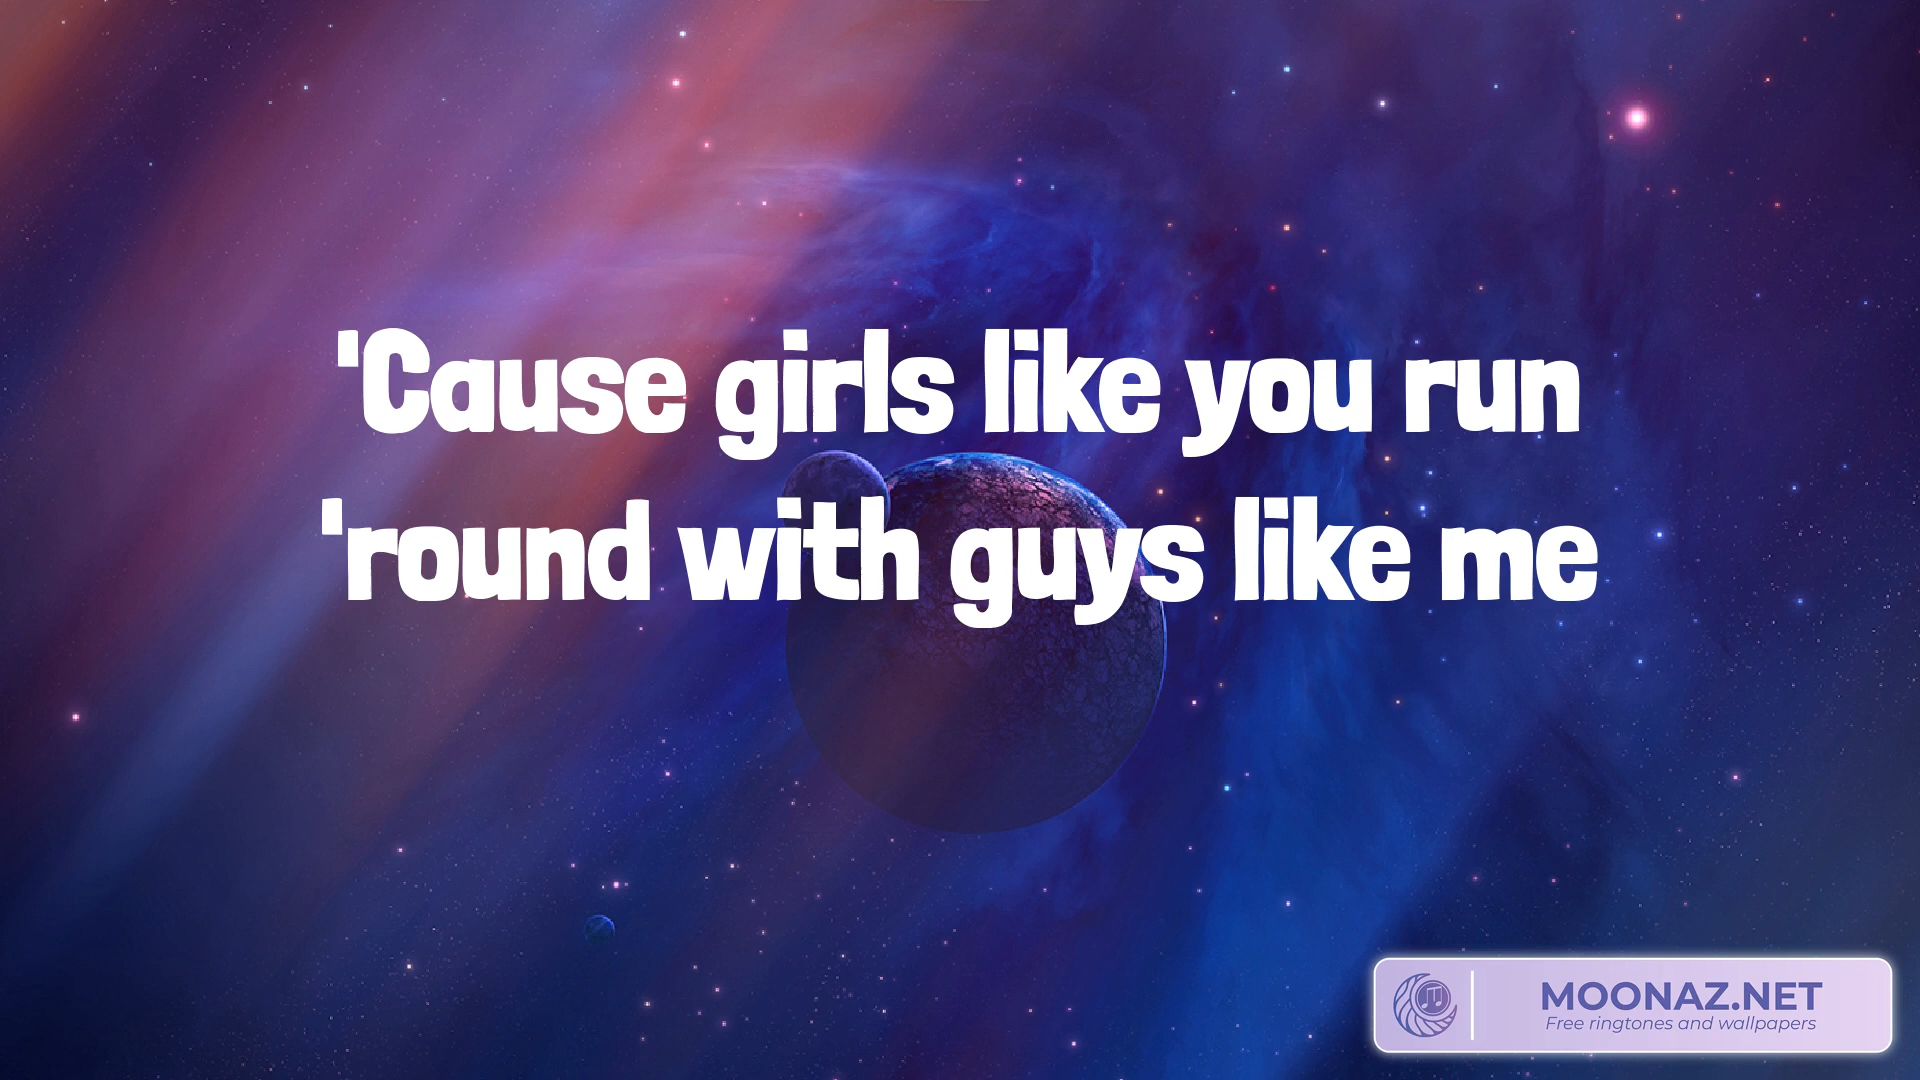 'Cause girls like you run
'round with guys like me
MOONAZ.NET
Free ringtones and wallpapers